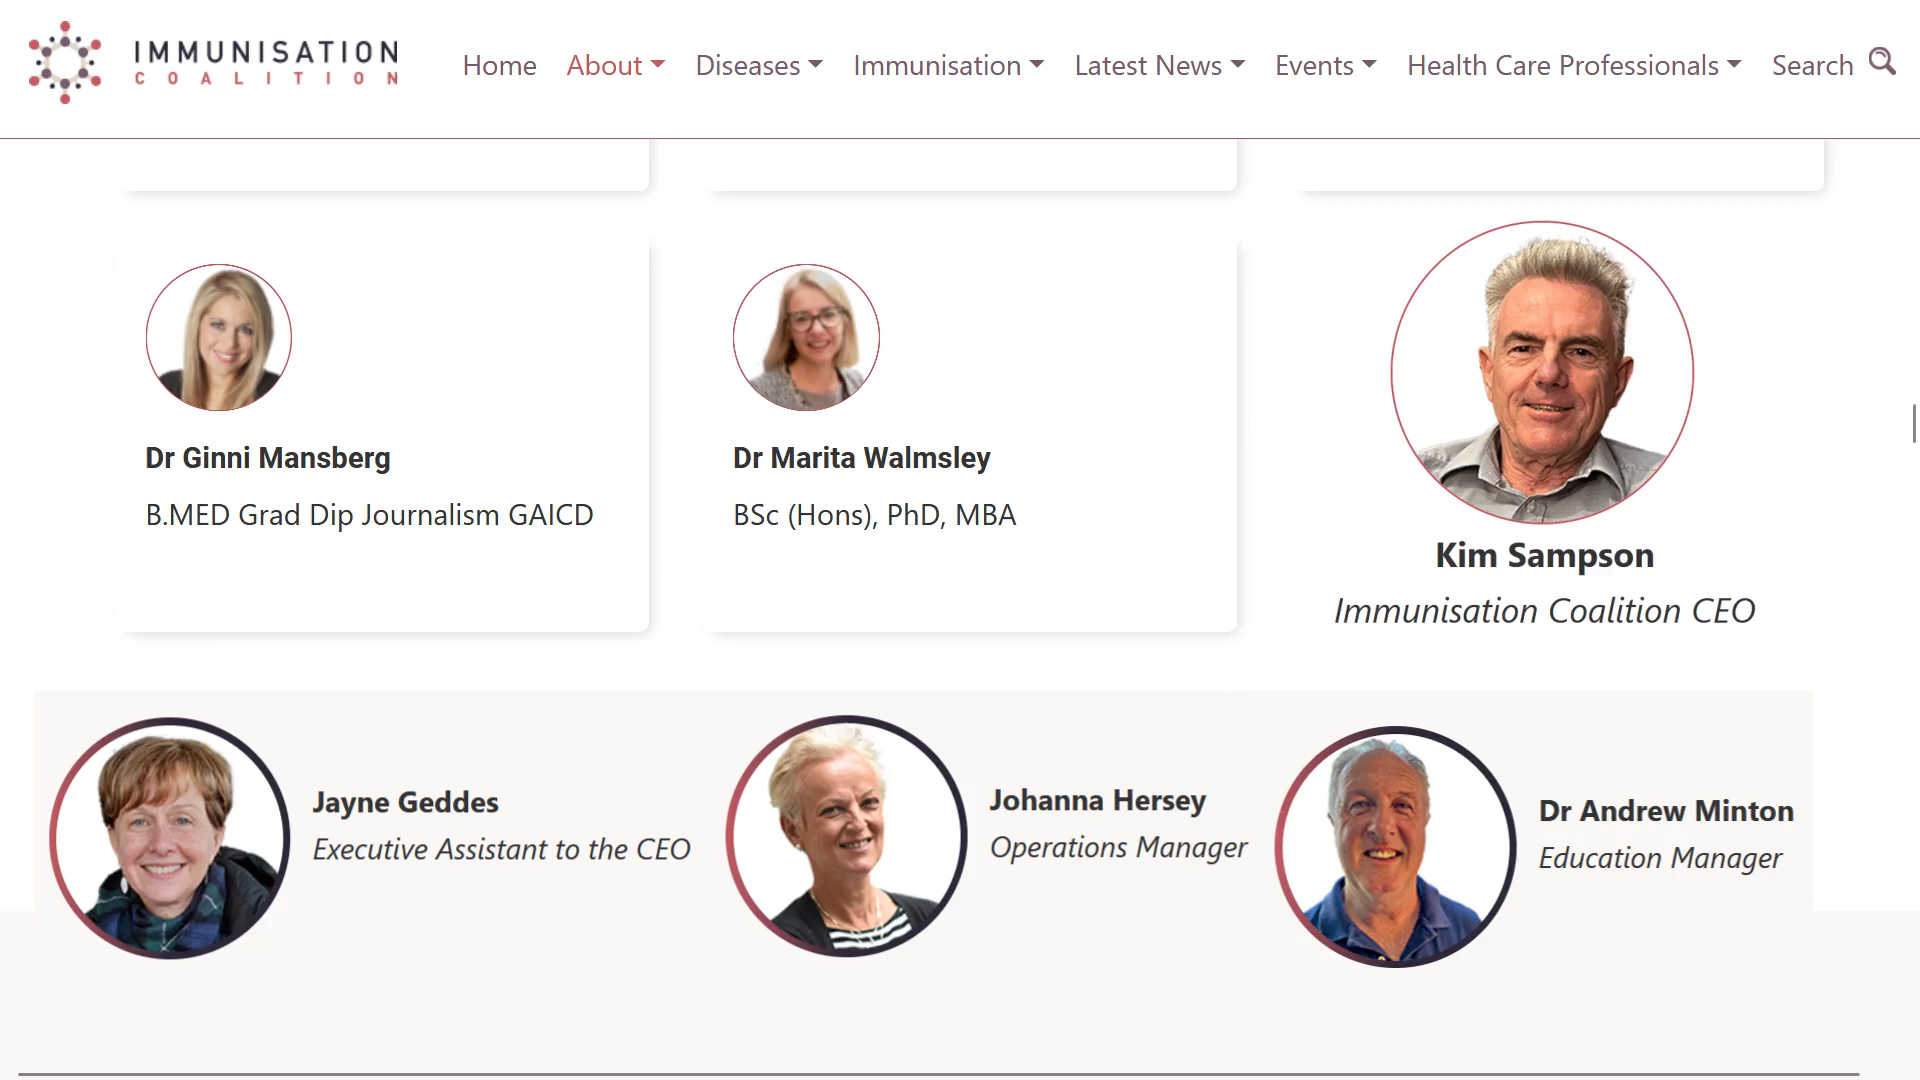 IMMUNISATION
COALITION
Home
About
Diseases
Immunisation
Latest News
Events
Health Care Professionals
Search
Dr Ginni Mansberg
B.MED Grad Dip Journalism GAICD
Dr Marita Walmsley
BSc (Hons), PhD, MBA
Kim Sampson
Immunisation Coalition CEO
Jayne Geddes
Executive Assistant to the CEO
Johanna Hersey
Operations Manager
Dr Andrew Minton
Education Manager